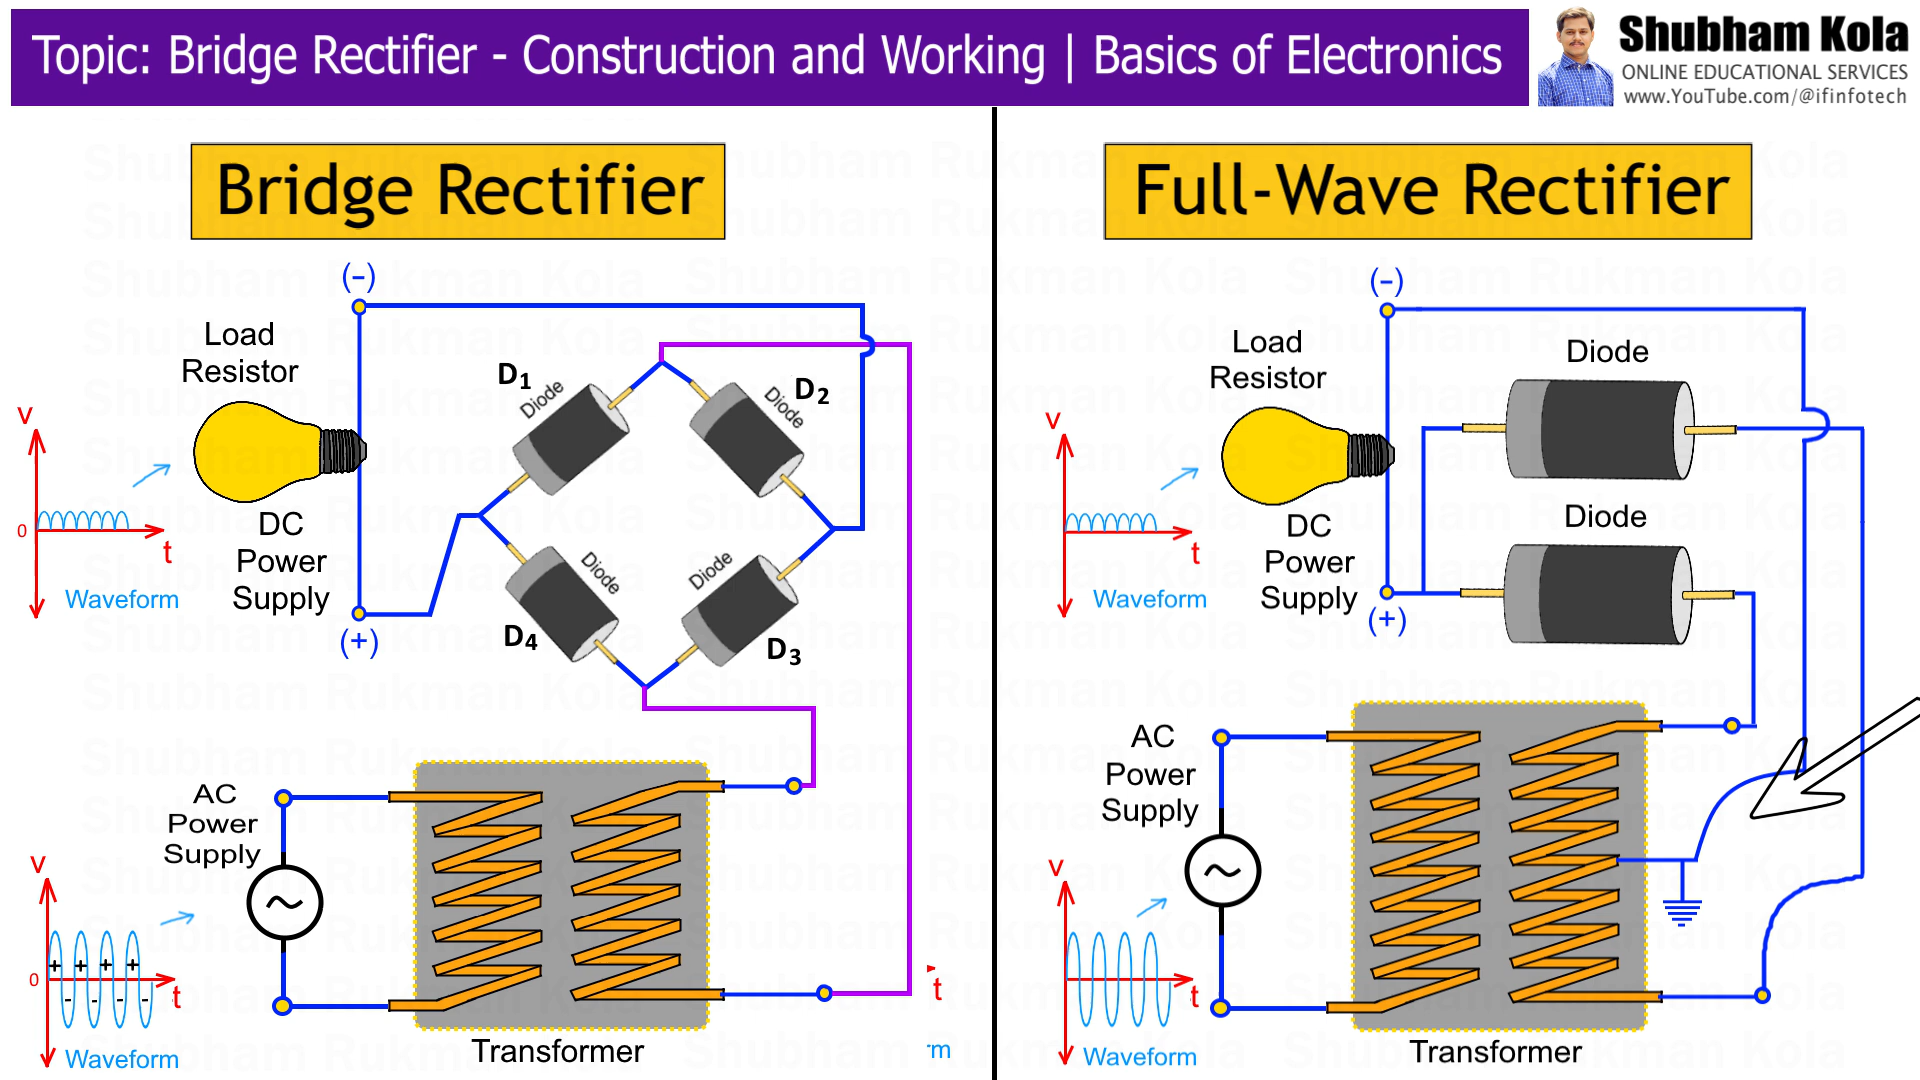 Topic: Bridge Rectifier - Construction and Working | Basics of Electronics
Shubham Kola
ONLINE EDUCATIONAL SERVICES
www.YouTube.com/@ifinfotech
Bridge Rectifier
(-)
Load
Resistor
D1
Diode
D2
Diode
V
0
t
Waveform
DC
Power
Supply
(+)
D4
Diode
D3
Diode
AC
Power
Supply
V
0
t
+ + + +
- - - -
Waveform
Transformer
t
m
Full-Wave Rectifier
(-)
Load
Resistor
Diode
V
t
Waveform
DC
Power
Supply
(+)
Diode
AC
Power
Supply
V
t
Waveform
Transformer
Shubham Rukman Kola